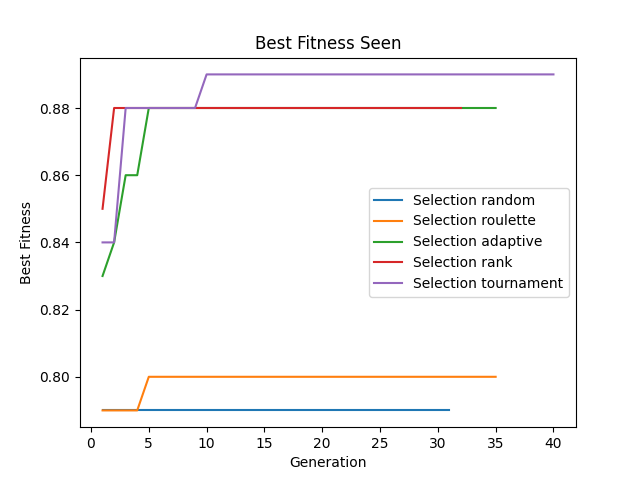 Best Fitness Seen
Best Fitness
0.88
0.86
0.84
0.82
0.80
Selection random
Selection roulette
Selection adaptive
Selection rank
Selection tournament
0 5 10 15 20 25 30 35 40
Generation